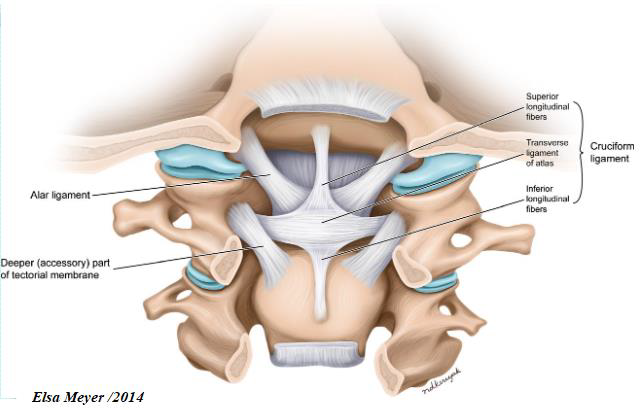 Superior
longitudinal
fibers
Transverse
ligament
of atlas
Cruciform
ligament
Inferior
longitudinal
fibers
Alar ligament
Deeper (accessory) part
of tectorial membrane
Elsa Meyer /2014